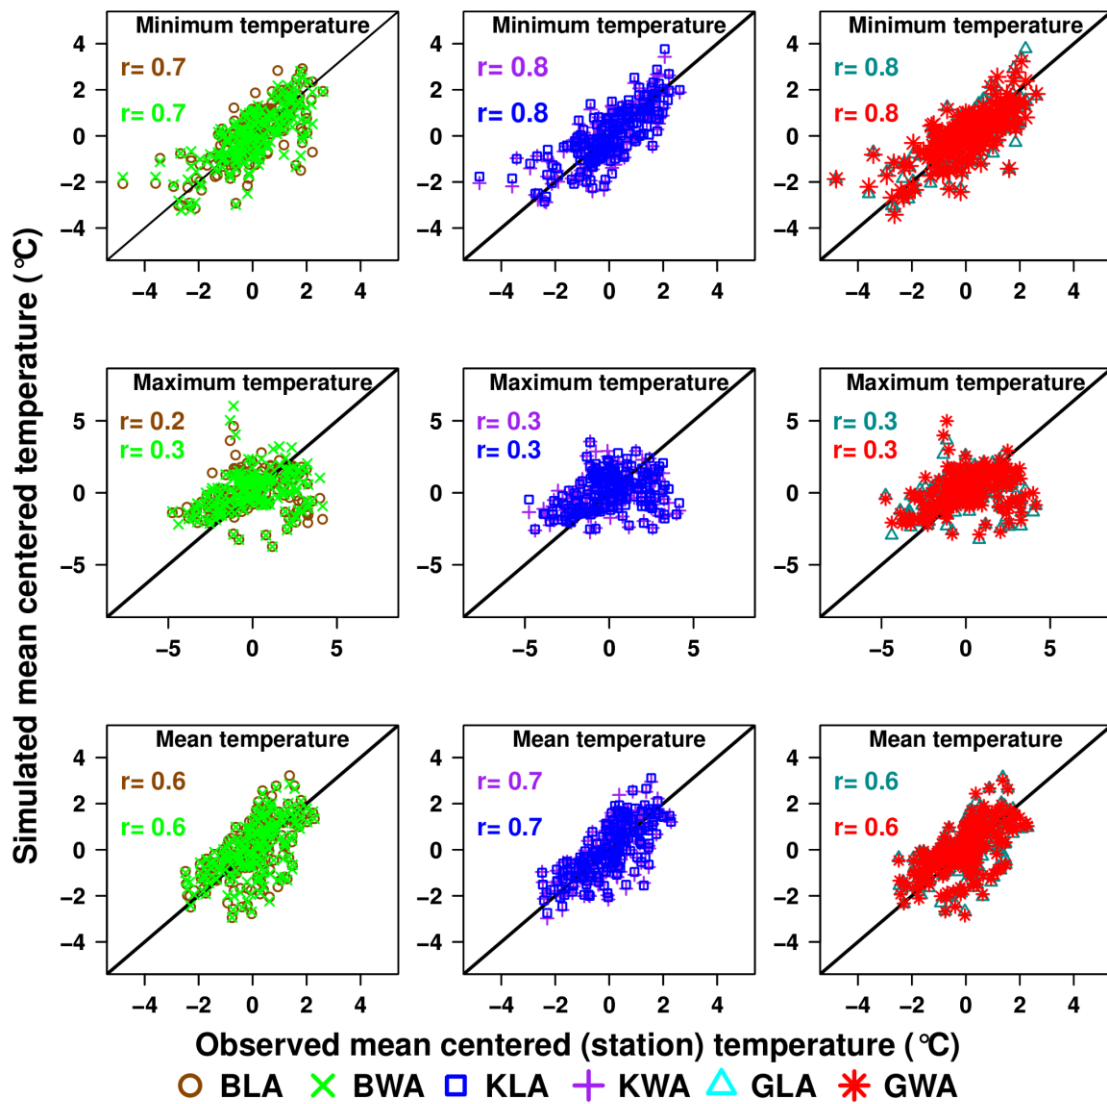 Simulated mean centered temperature (°C)
Minimum temperature
r= 0.7
r= 0.7
4
2
0
−2
−4
−4 −2 0 2 4
Minimum temperature
r= 0.8
r= 0.8
4
2
0
−2
−4
−4 −2 0 2 4
Minimum temperature
r= 0.8
r= 0.8
4
2
0
−2
−4
−4 −2 0 2 4
Maximum temperature
r= 0.2
r= 0.3
5
0
−5
−5 0 5
Maximum temperature
r= 0.3
r= 0.3
5
0
−5
−5 0 5
Maximum temperature
r= 0.3
r= 0.3
5
0
−5
−5 0 5
Mean temperature
r= 0.6
r= 0.6
4
2
0
−2
−4
−4 −2 0 2 4
Mean temperature
r= 0.7
r= 0.7
4
2
0
−2
−4
−4 −2 0 2 4
Mean temperature
r= 0.6
r= 0.6
4
2
0
−2
−4
−4 −2 0 2 4
Observed mean centered (station) temperature (°C)
BLA BWA KLA KWA GLA GWA